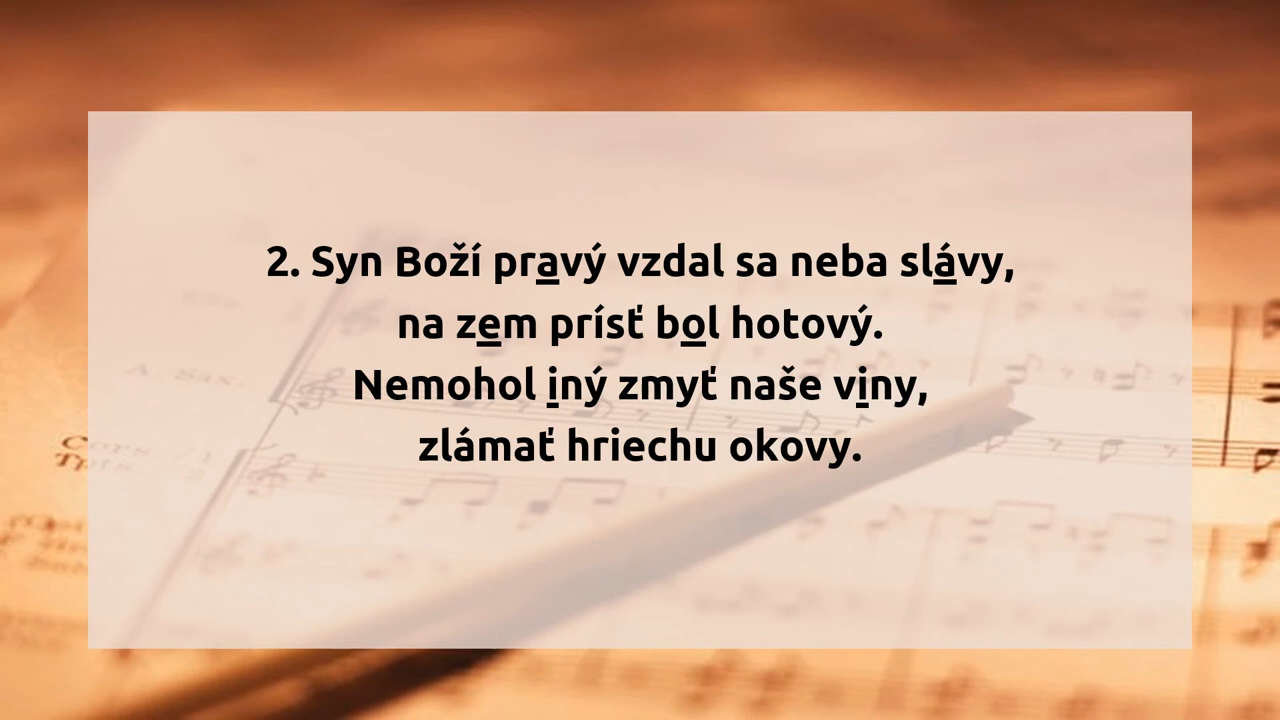 2. Syn Boží pravý vzdal sa neba slávy,
na zem prísť bol hotový.
Nemohol iný zmyť naše viny,
zlámať hriechu okovy.
A. Sax.